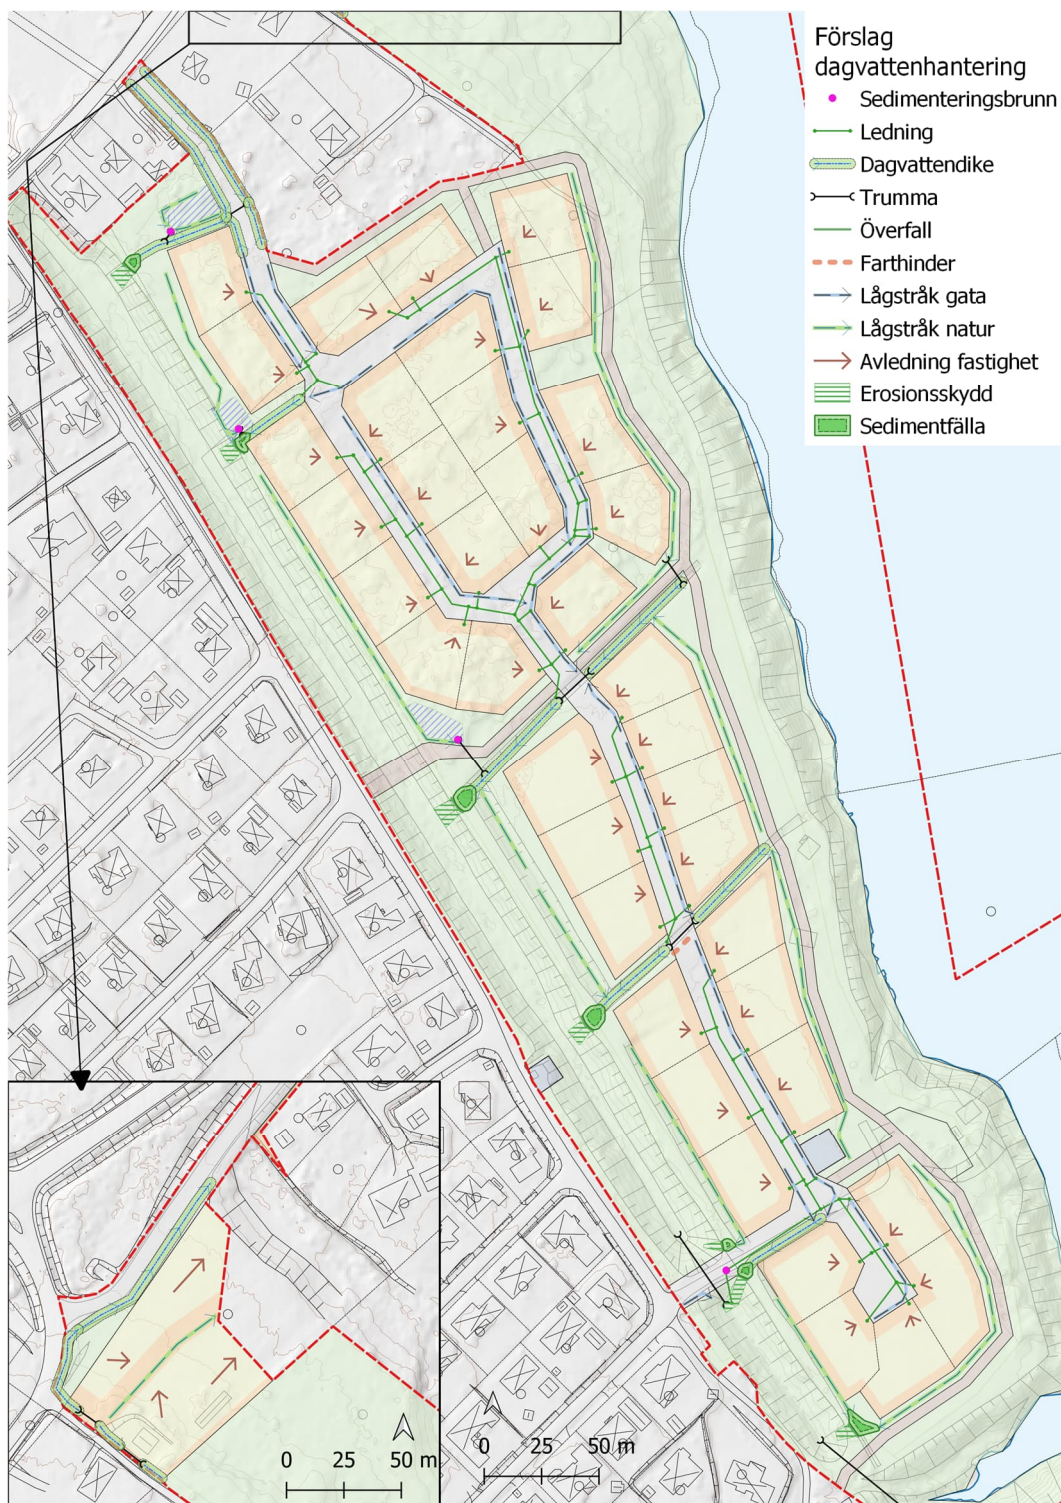 Förslag
dagvattenhantering
Sedimenteringsbrunn
Ledning
Dagvattendike
Trumma
Överfall
Farthinder
Lågstråk gata
Lågstråk natur
Avledning fastighet
Erosionsskydd
Sedimentfälla
0 25 50 m
0 25 50 m